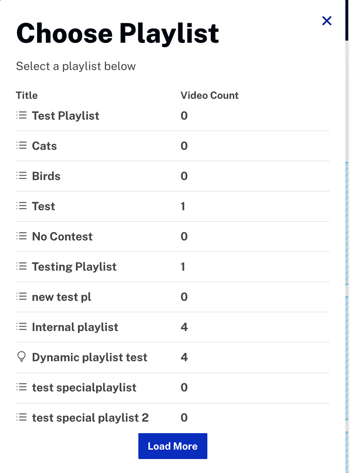 Choose Playlist
Select a playlist below
Title Video Count
Test Playlist 0
Cats 0
Birds 0
Test 1
No Contest 0
Testing Playlist 1
new test pl 0
Internal playlist 4
Dynamic playlist test 4
test specialplaylist 0
test special playlist 2 0
Load More